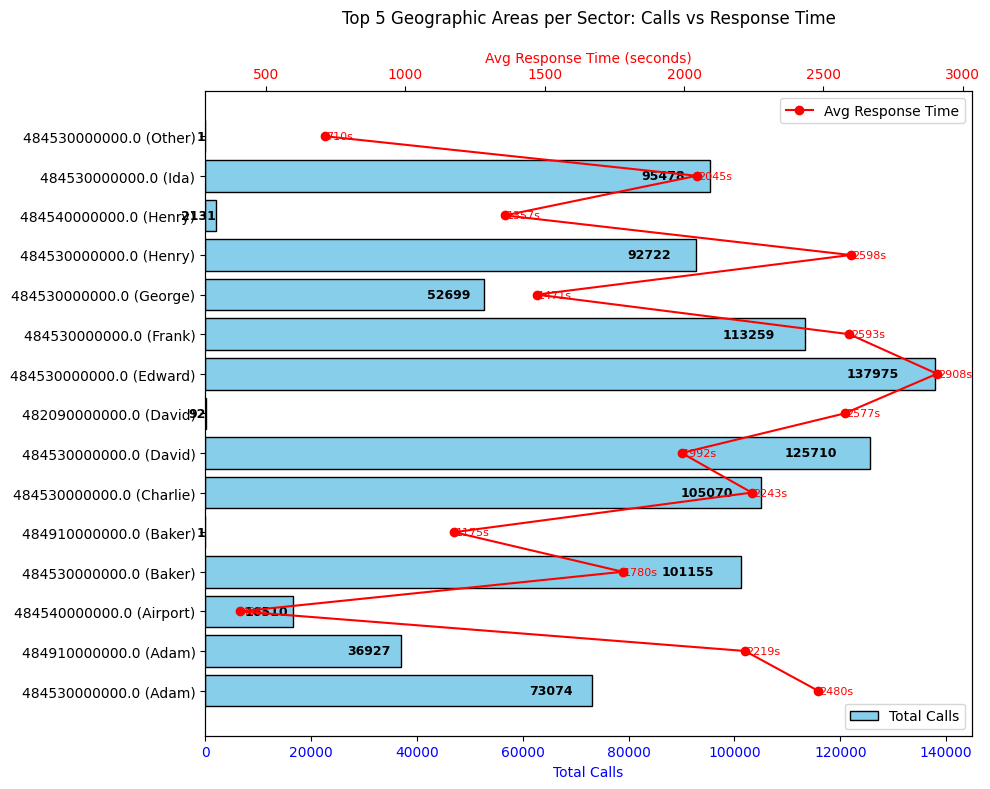 Top 5 Geographic Areas per Sector: Calls vs Response Time
Avg Response Time (seconds)
500 1000 1500 2000 2500 3000
Avg Response Time
484530000000.0 (Other) 1 710s
484530000000.0 (Ida) 95478 2045s
484540000000.0 (Henry) 2131 1357s
484530000000.0 (Henry) 92722 2598s
484530000000.0 (George) 52699 1471s
484530000000.0 (Frank) 113259 2593s
484530000000.0 (Edward) 137975 2908s
482090000000.0 (David) 92 2577s
484530000000.0 (David) 125710 1992s
484530000000.0 (Charlie) 105070 2243s
484910000000.0 (Baker) 1 1175s
484530000000.0 (Baker) 101155 1780s
484540000000.0 (Airport) 16510
484910000000.0 (Adam) 36927 2219s
484530000000.0 (Adam) 73074 2480s
Total Calls
0 20000 40000 60000 80000 100000 120000 140000
Total Calls